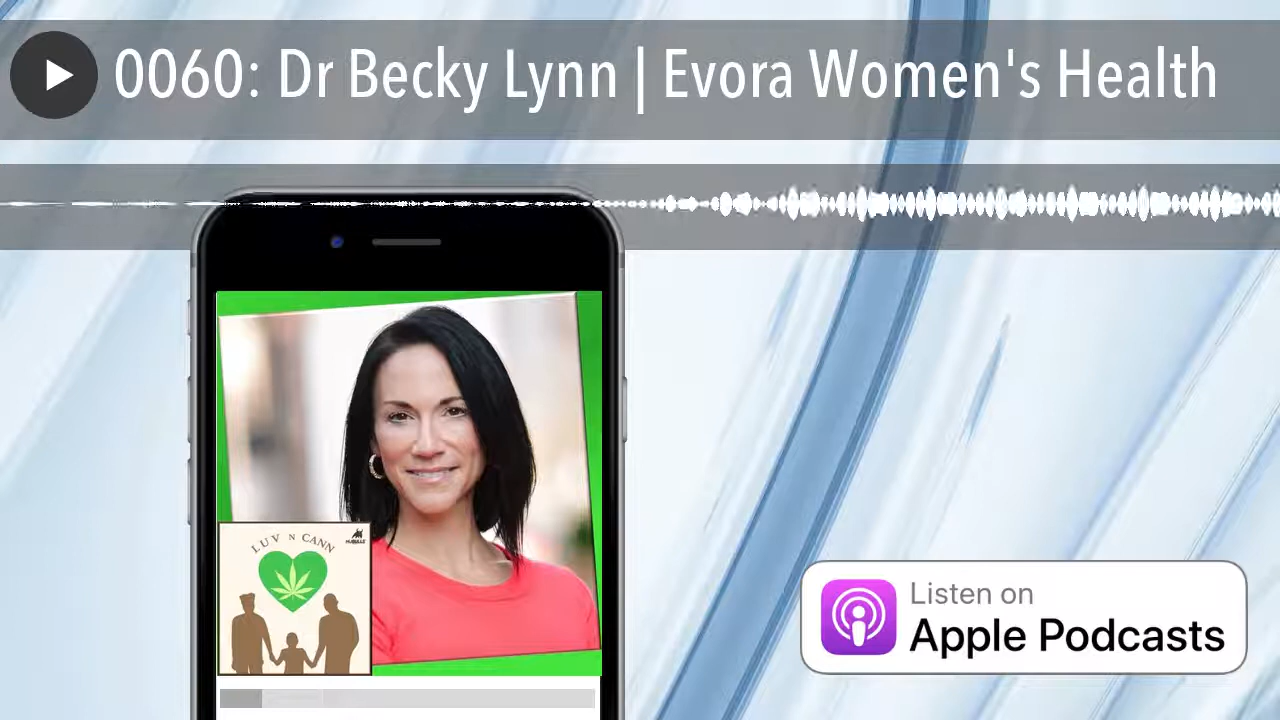 0060: Dr Becky Lynn | Evora Women's Health
LUV N CANN
Listen on
Apple Podcasts